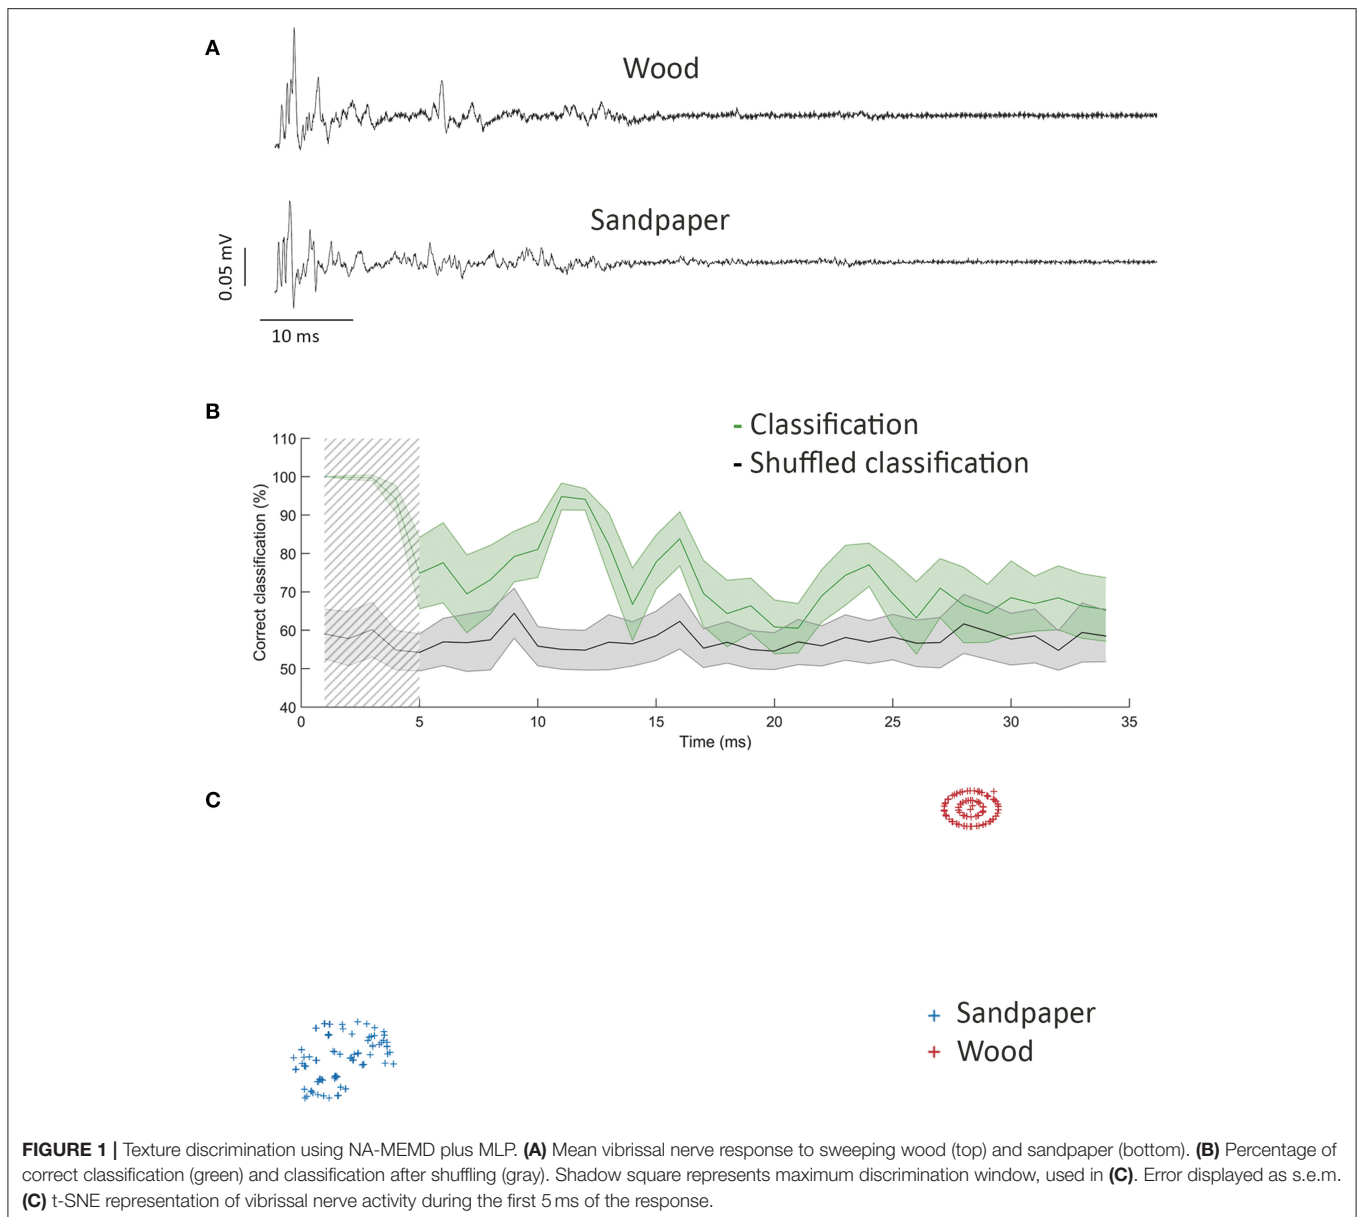 A
Wood
Sandpaper
0.05 mV
10 ms
B
- Classification
- Shuffled classification
110
100
90
80
70
60
50
40
Correct classification (%)
0 5 10 15 20 25 30 35
Time (ms)
C
+ Sandpaper
+ Wood
FIGURE 1 | Texture discrimination using NA-MEMD plus MLP. (A) Mean vibrissal nerve response to sweeping wood (top) and sandpaper (bottom). (B) Percentage of
correct classification (green) and classification after shuffling (gray). Shadow square represents maximum discrimination window, used in (C). Error displayed as s.e.m.
(C) t-SNE representation of vibrissal nerve activity during the first 5 ms of the response.